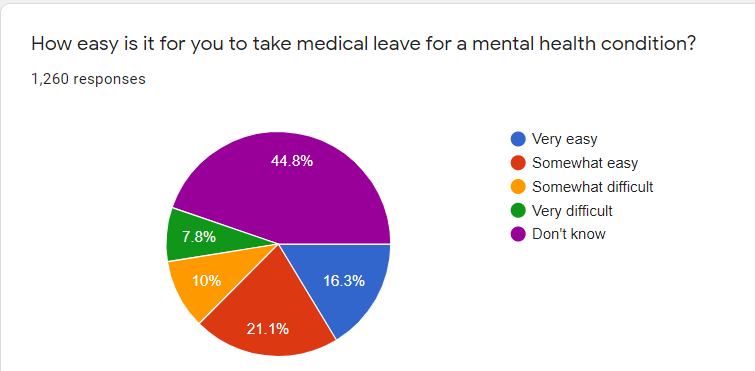 How easy is it for you to take medical leave for a mental health condition?
1,260 responses
44.8%
7.8%
10%
21.1%
16.3%
Very easy
Somewhat easy
Somewhat difficult
Very difficult
Don't know